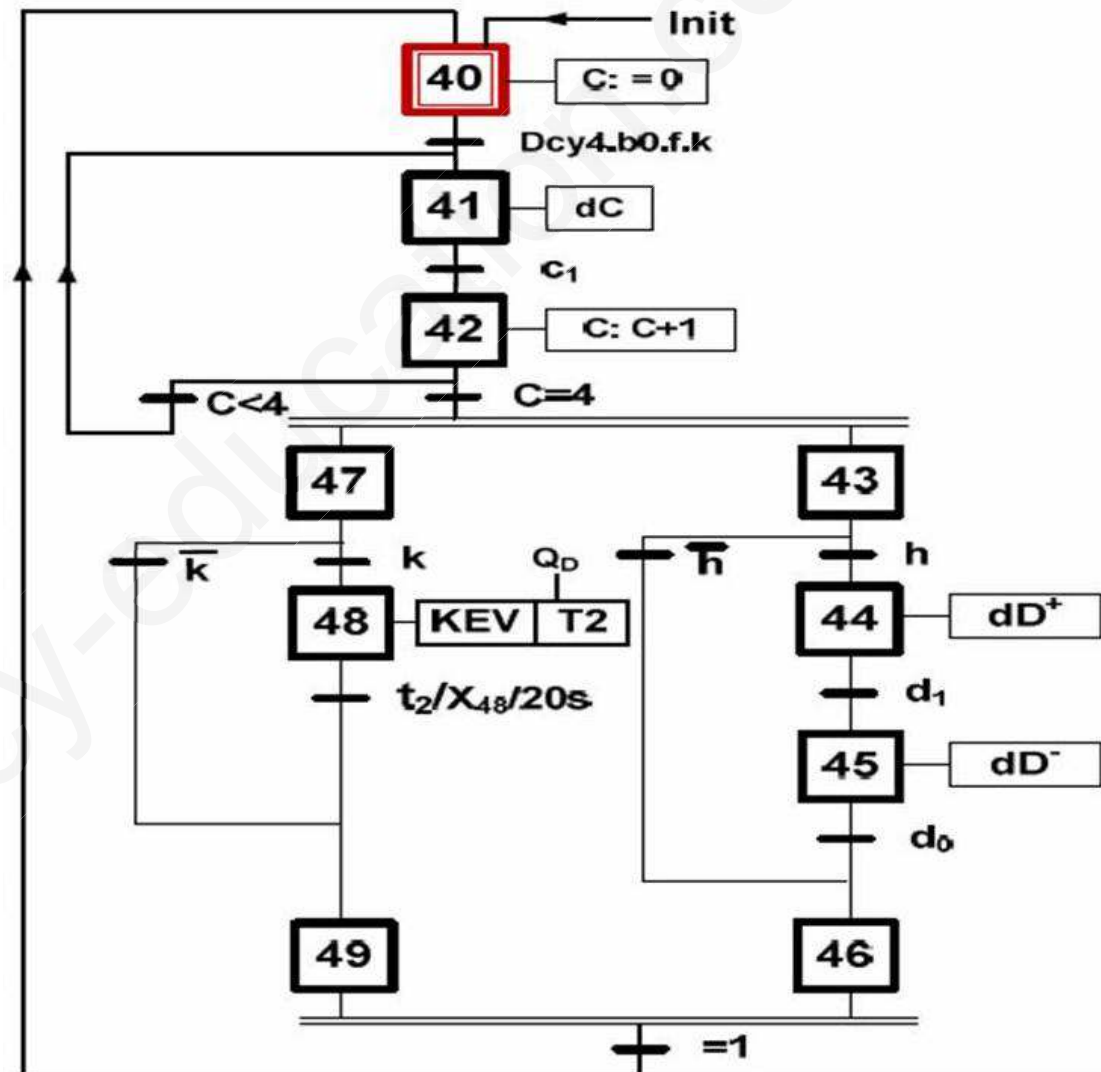 Init
40
C: = 0
Dcy4.b0.f.k
41
dC
c₁
42
C: C+1
C<4
C=4
47
43
k̅
k
Q_D
h̅
h
48
KEV
T2
44
dD⁺
t₂/X₄₈/20s
d₁
45
dD⁻
d₀
49
46
=1